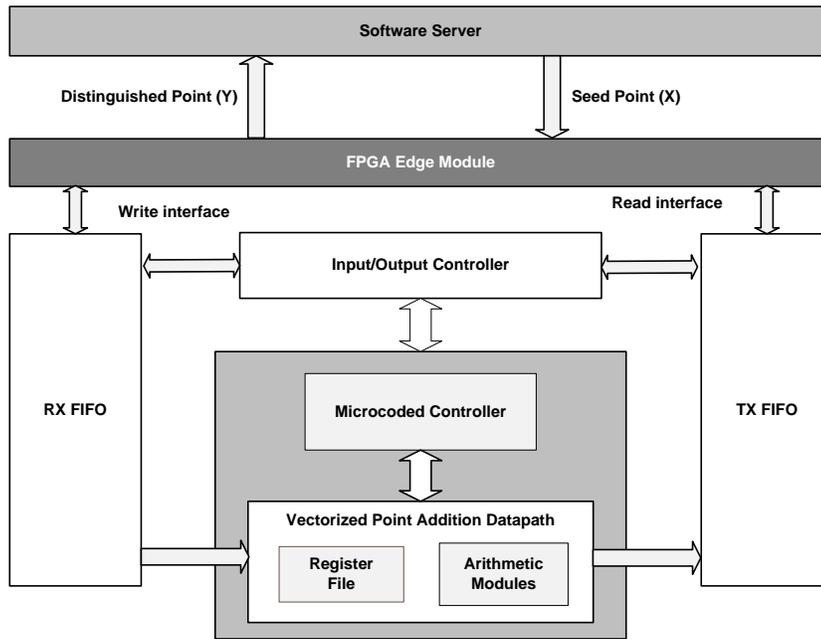 Software Server
Distinguished Point (Y)
Seed Point (X)
FPGA Edge Module
Write interface
Read interface
Input/Output Controller
RX FIFO
Microcoded Controller
TX FIFO
Vectorized Point Addition Datapath
Register
File
Arithmetic
Modules